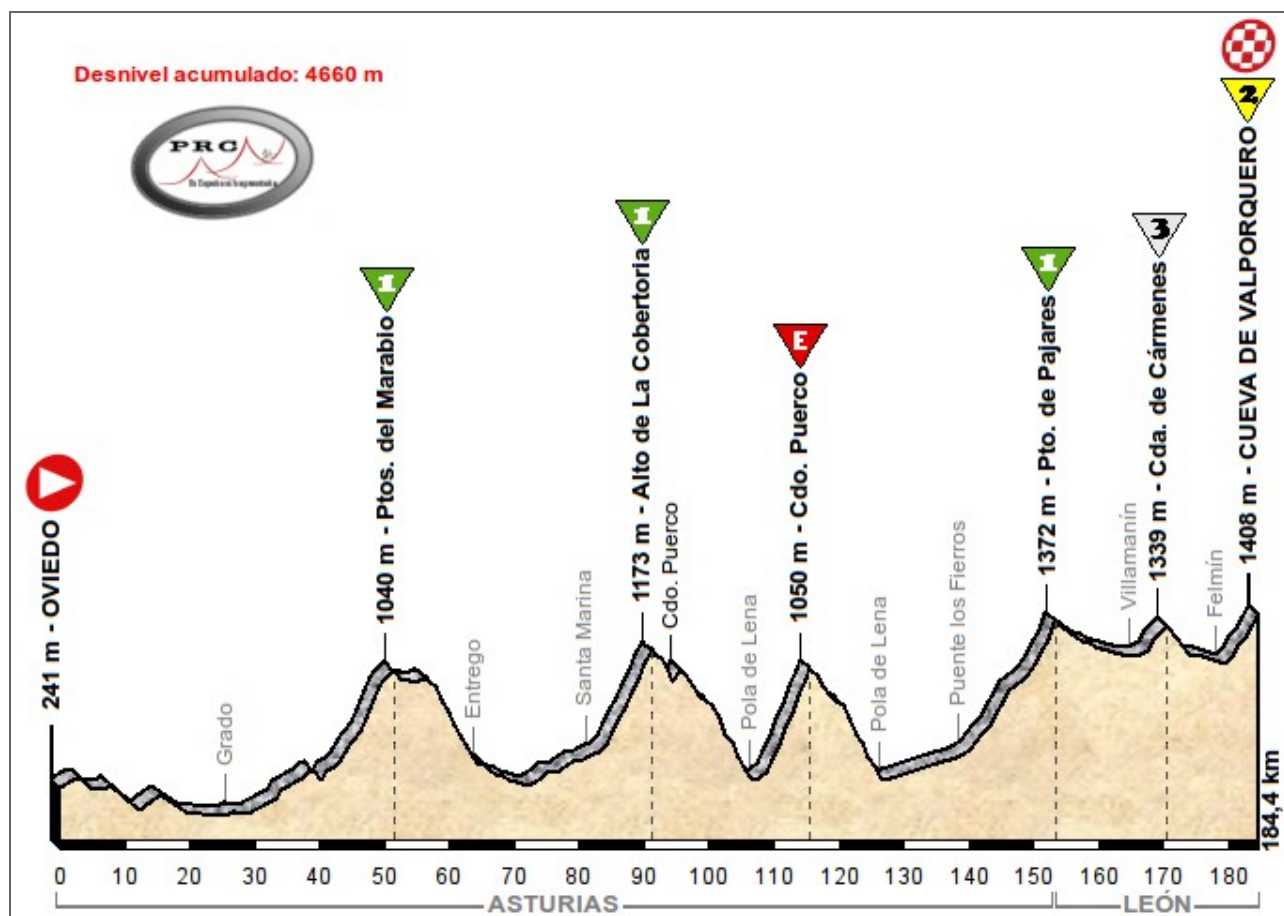 Desnivel acumulado: 4660 m
PRC
241 m - OVIEDO
Grado
1
1040 m - Ptos. del Marabio
Entrego
Santa Marina
1
1173 m - Alto de La Cobertoria
Cdo. Puerco
Pola de Lena
E
1050 m - Cdo. Puerco
Pola de Lena
Puente los Fierros
1
1372 m - Pto. de Pajares
Villamanín
3
1339 m - Cda. de Cármenes
Felmín
2
1408 m - CUEVA DE VALPORQUERO
184,4 km
0 10 20 30 40 50 60 70 80 90 100 110 120 130 140 150 160 170 180
ASTURIAS LEÓN